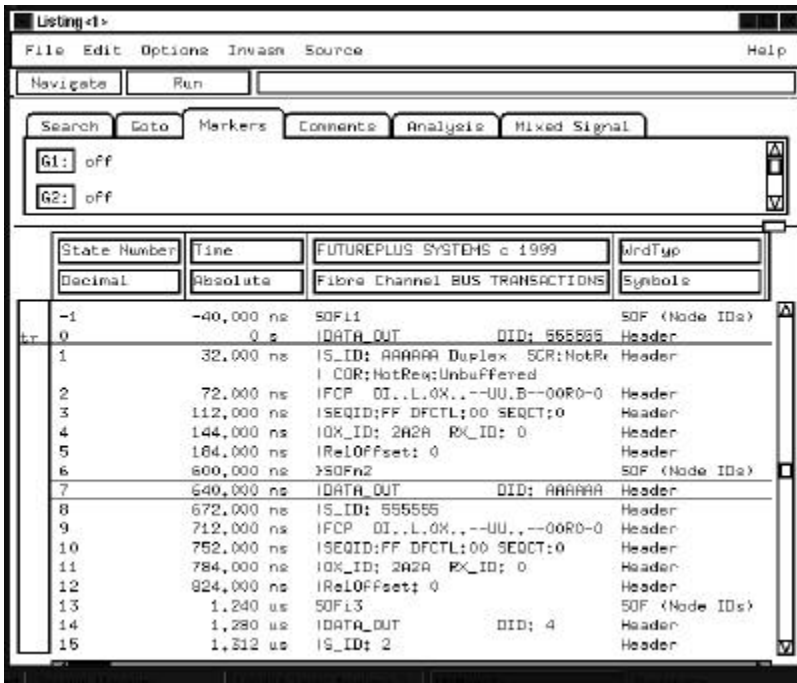 Listing<1>
File Edit Options Invasm Source Help
Navigate Run
Search Goto Markers Comments Analysis Mixed Signal
G1: off
G2: off
State Number Time FUTUREPLUS SYSTEMS c 1999 WrdTyp
Decimal Absolute Fibre Channel BUS TRANSACTIONS Symbols
-1 -40.000 ns SOFi1 SOF (Node IDs)
tr 0 0 s |DATA_OUT DID: 555555 Header
1 32.000 ns |S_ID: AAAAAA Duplex SCR:NotRe Header
| COR:NotReq:Unbuffered
2 72.000 ns |FCP OI..L.OX..--UU.B--OORO-O Header
3 112.000 ns |SEQID:FF DFCTL:00 SEQCT:0 Header
4 144.000 ns |OX_ID: 2A2A RX_ID: 0 Header
5 184.000 ns |RelOffset: 0 Header
6 600.000 ns >SOFn2 SOF (Node IDs)
7 640.000 ns |DATA_OUT DID: AAAAAA Header
8 672.000 ns |S_ID: 555555 Header
9 712.000 ns |FCP OI..L.OX..--UU..--OORO-O Header
10 752.000 ns |SEQID:FF DFCTL:00 SEQCT:0 Header
11 784.000 ns |OX_ID: 2A2A RX_ID: 0 Header
12 824.000 ns |RelOffset: 0 Header
13 1.240 us SOFi3 SOF (Node IDs)
14 1.280 us |DATA_OUT DID: 4 Header
15 1.312 us |S_ID: 2 Header